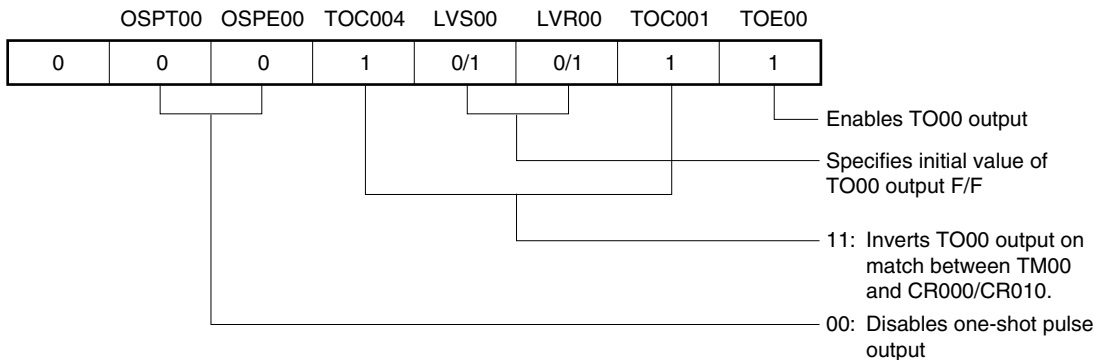 OSPT00 OSPE00 TOC004 LVS00 LVR00 TOC001 TOE00
0 0 0 1 0/1 0/1 1 1
Enables TO00 output
Specifies initial value of
TO00 output F/F
11: Inverts TO00 output on
match between TM00
and CR000/CR010.
00: Disables one-shot pulse
output